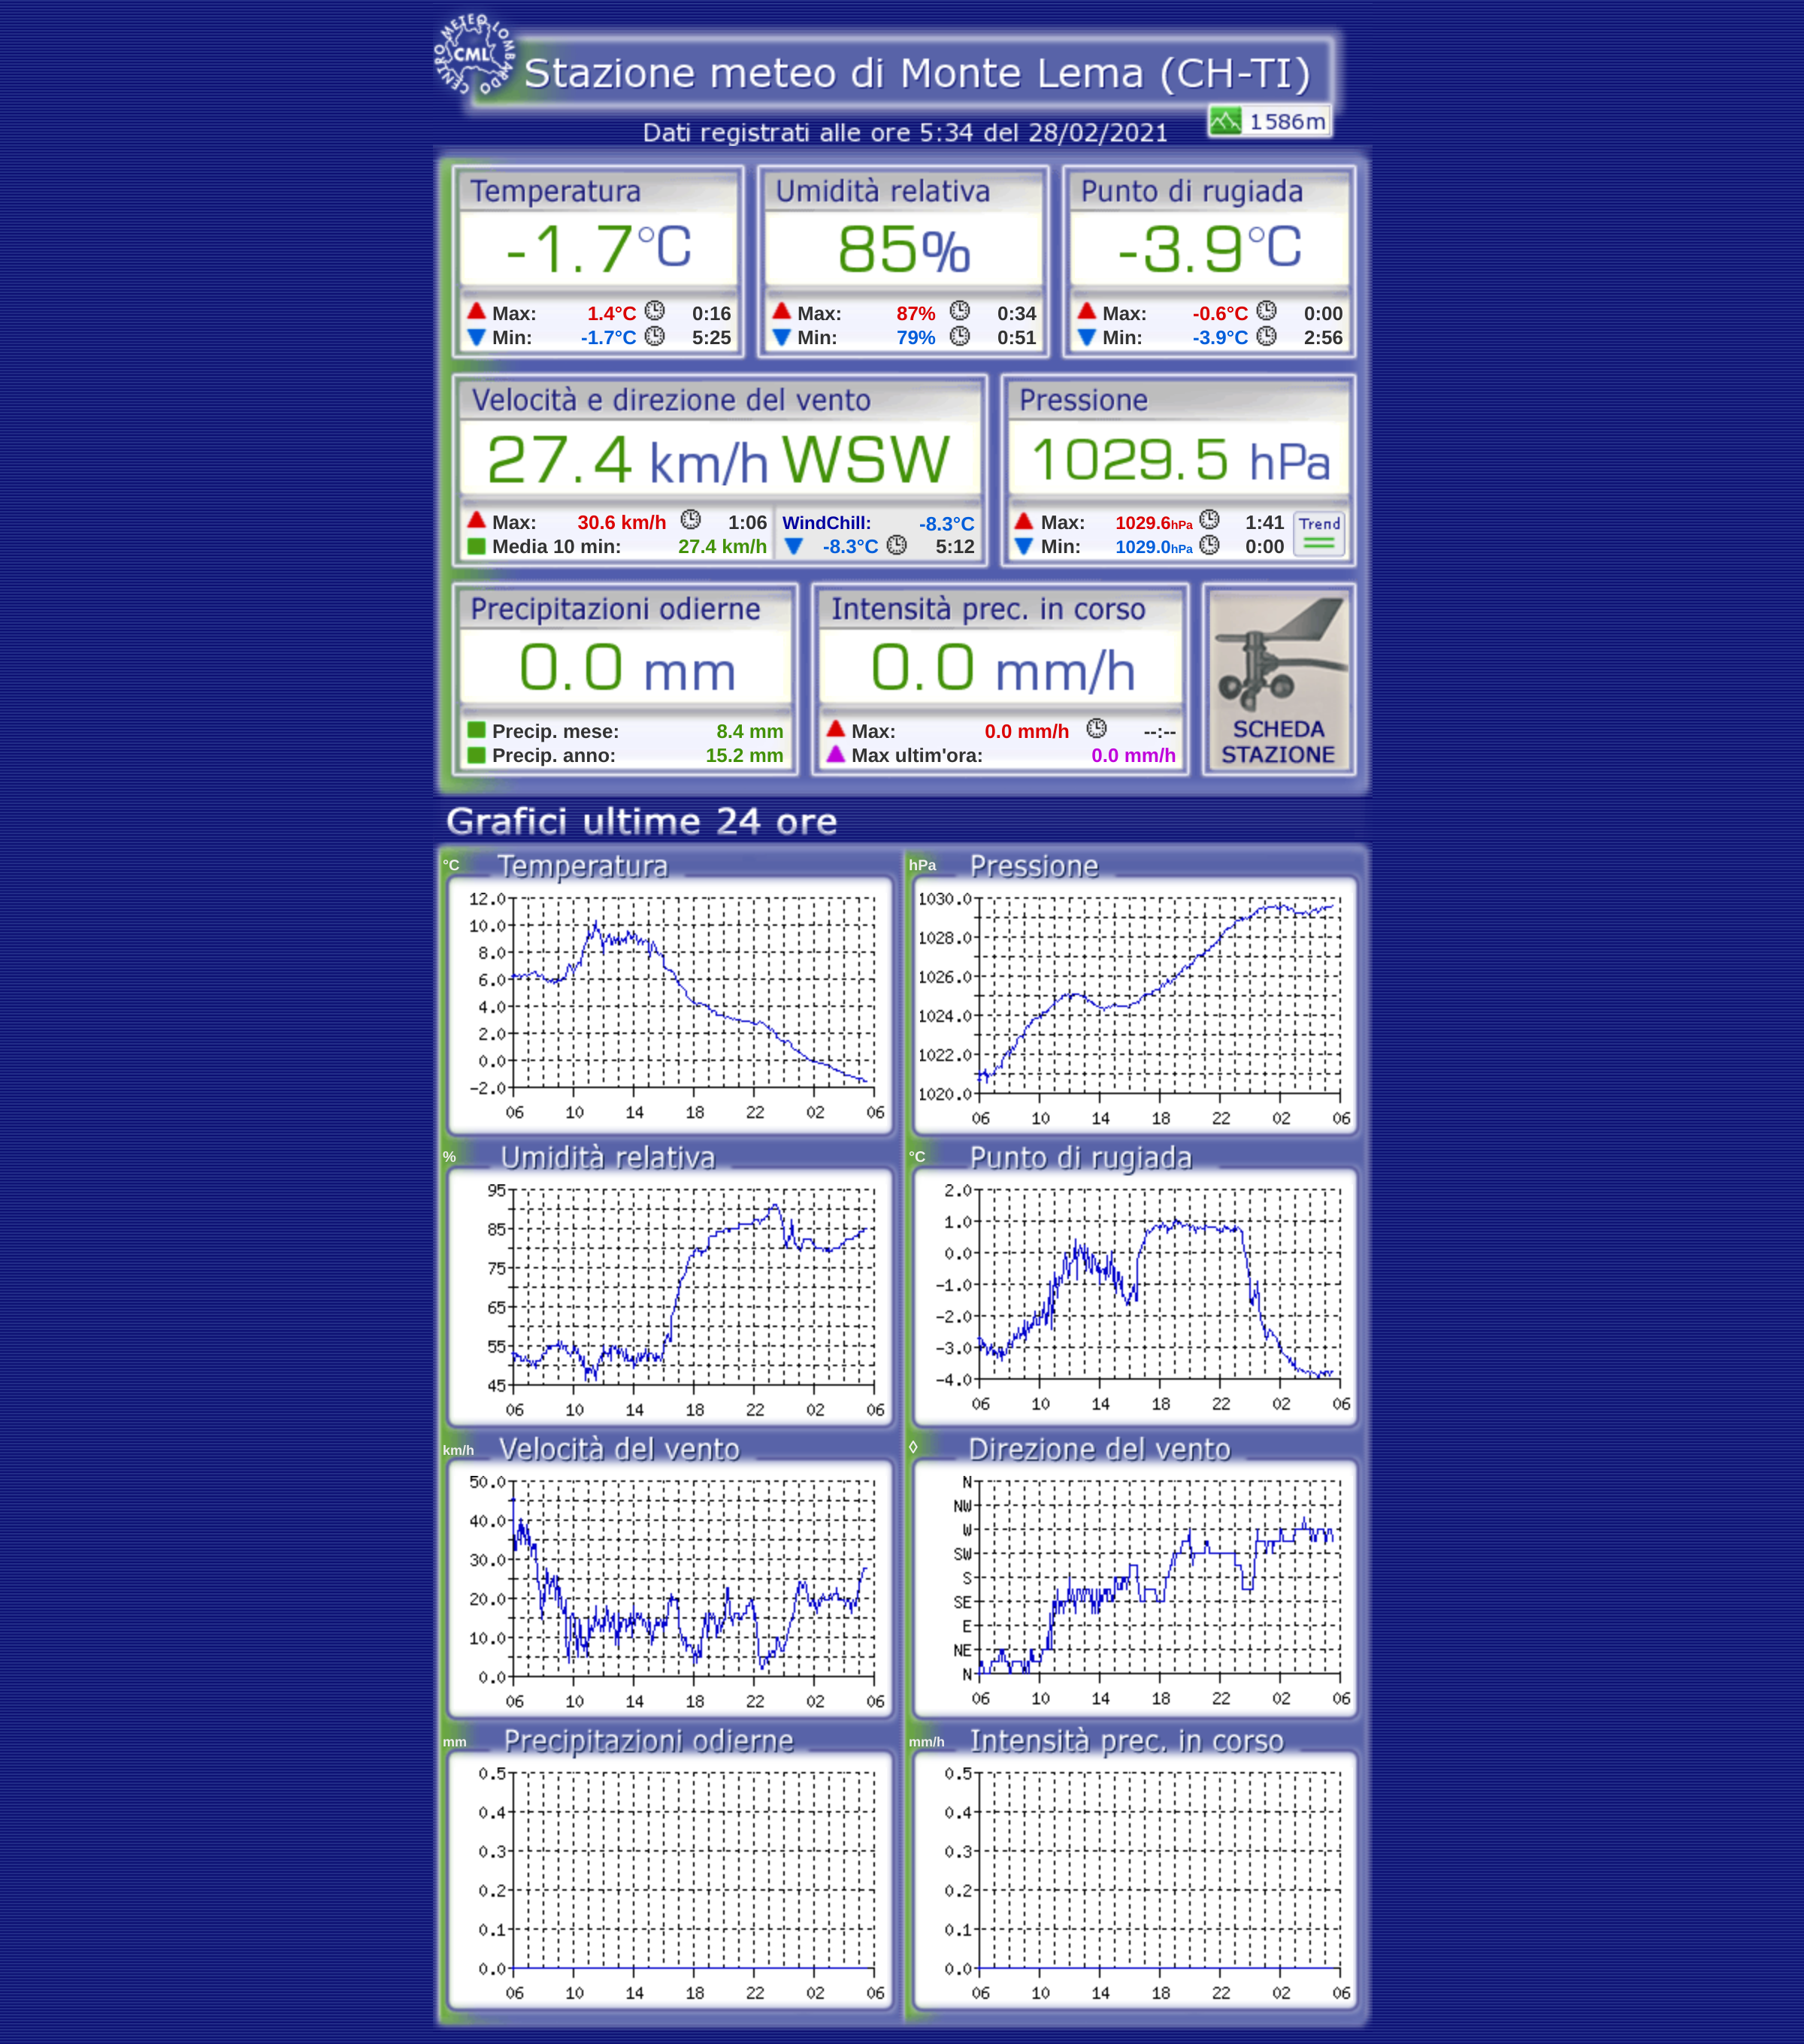 CENTRO METEO LOMBARDO
CML
Stazione meteo di Monte Lema (CH-TI)
1586m
Dati registrati alle ore 5:34 del 28/02/2021
Temperatura
-1.7°C
Max: 1.4°C 0:16
Min: -1.7°C 5:25
Umidità relativa
85%
Max: 87% 0:34
Min: 79% 0:51
Punto di rugiada
-3.9°C
Max: -0.6°C 0:00
Min: -3.9°C 2:56
Velocità e direzione del vento
27.4 km/h WSW
Max: 30.6 km/h 1:06
Media 10 min: 27.4 km/h
WindChill: -8.3°C
-8.3°C 5:12
Pressione
1029.5 hPa
Max: 1029.6hPa 1:41
Min: 1029.0hPa 0:00
Trend
Precipitazioni odierne
0.0 mm
Precip. mese: 8.4 mm
Precip. anno: 15.2 mm
Intensità prec. in corso
0.0 mm/h
Max: 0.0 mm/h --:--
Max ultim'ora: 0.0 mm/h
SCHEDA
STAZIONE
Grafici ultime 24 ore
°C Temperatura
12.0
10.0
8.0
6.0
4.0
2.0
0.0
-2.0
06 10 14 18 22 02 06
hPa Pressione
1030.0
1028.0
1026.0
1024.0
1022.0
1020.0
06 10 14 18 22 02 06
% Umidità relativa
95
85
75
65
55
45
06 10 14 18 22 02 06
°C Punto di rugiada
2.0
1.0
0.0
-1.0
-2.0
-3.0
-4.0
06 10 14 18 22 02 06
km/h Velocità del vento
50.0
40.0
30.0
20.0
10.0
0.0
06 10 14 18 22 02 06
◊ Direzione del vento
N
NW
W
SW
S
SE
E
NE
N
06 10 14 18 22 02 06
mm Precipitazioni odierne
0.5
0.4
0.3
0.2
0.1
0.0
06 10 14 18 22 02 06
mm/h Intensità prec. in corso
0.5
0.4
0.3
0.2
0.1
0.0
06 10 14 18 22 02 06